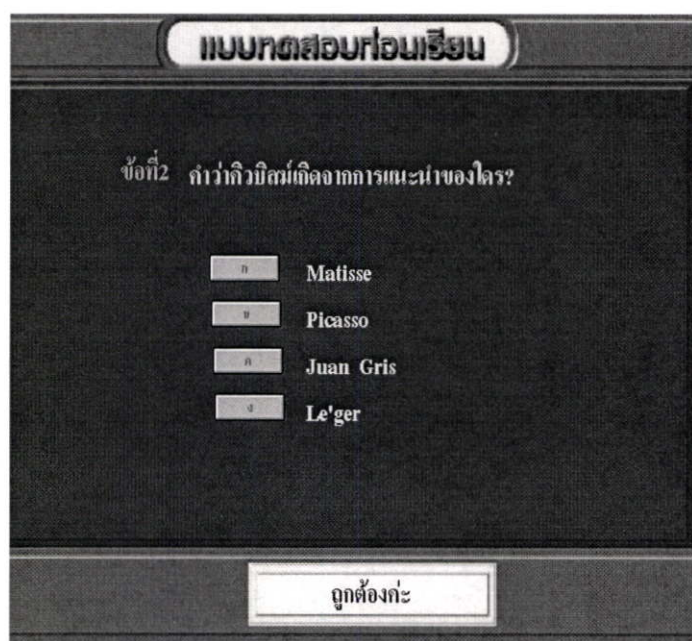 แบบทดสอบก่อนเรียน
ข้อที่2 คำว่าคิวบิสม์เกิดจากการแนะนำของใคร?
ก Matisse
ข Picasso
ค Juan Gris
ง Le'ger
ถูกต้องค่ะ